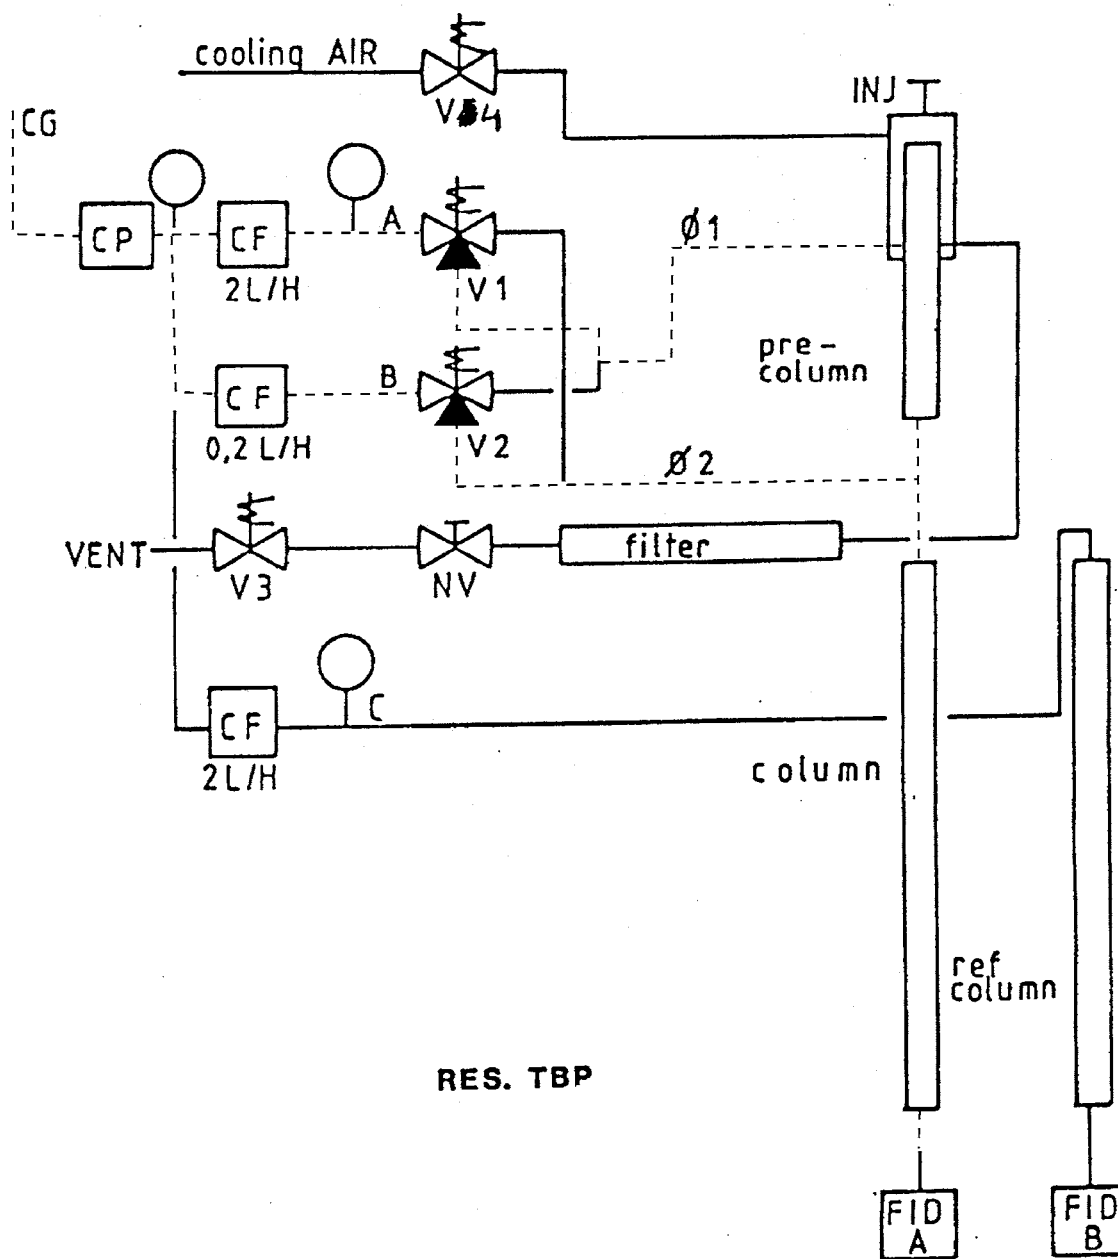 cooling AIR
V4
INJ
CG
CP
CF
2L/H
A
V1
Ø1
pre-
column
CF
0,2 L/H
B
V2
Ø2
VENT
V3
NV
filter
CF
2L/H
C
column
ref
column
RES. TBP
FID
A
FID
B